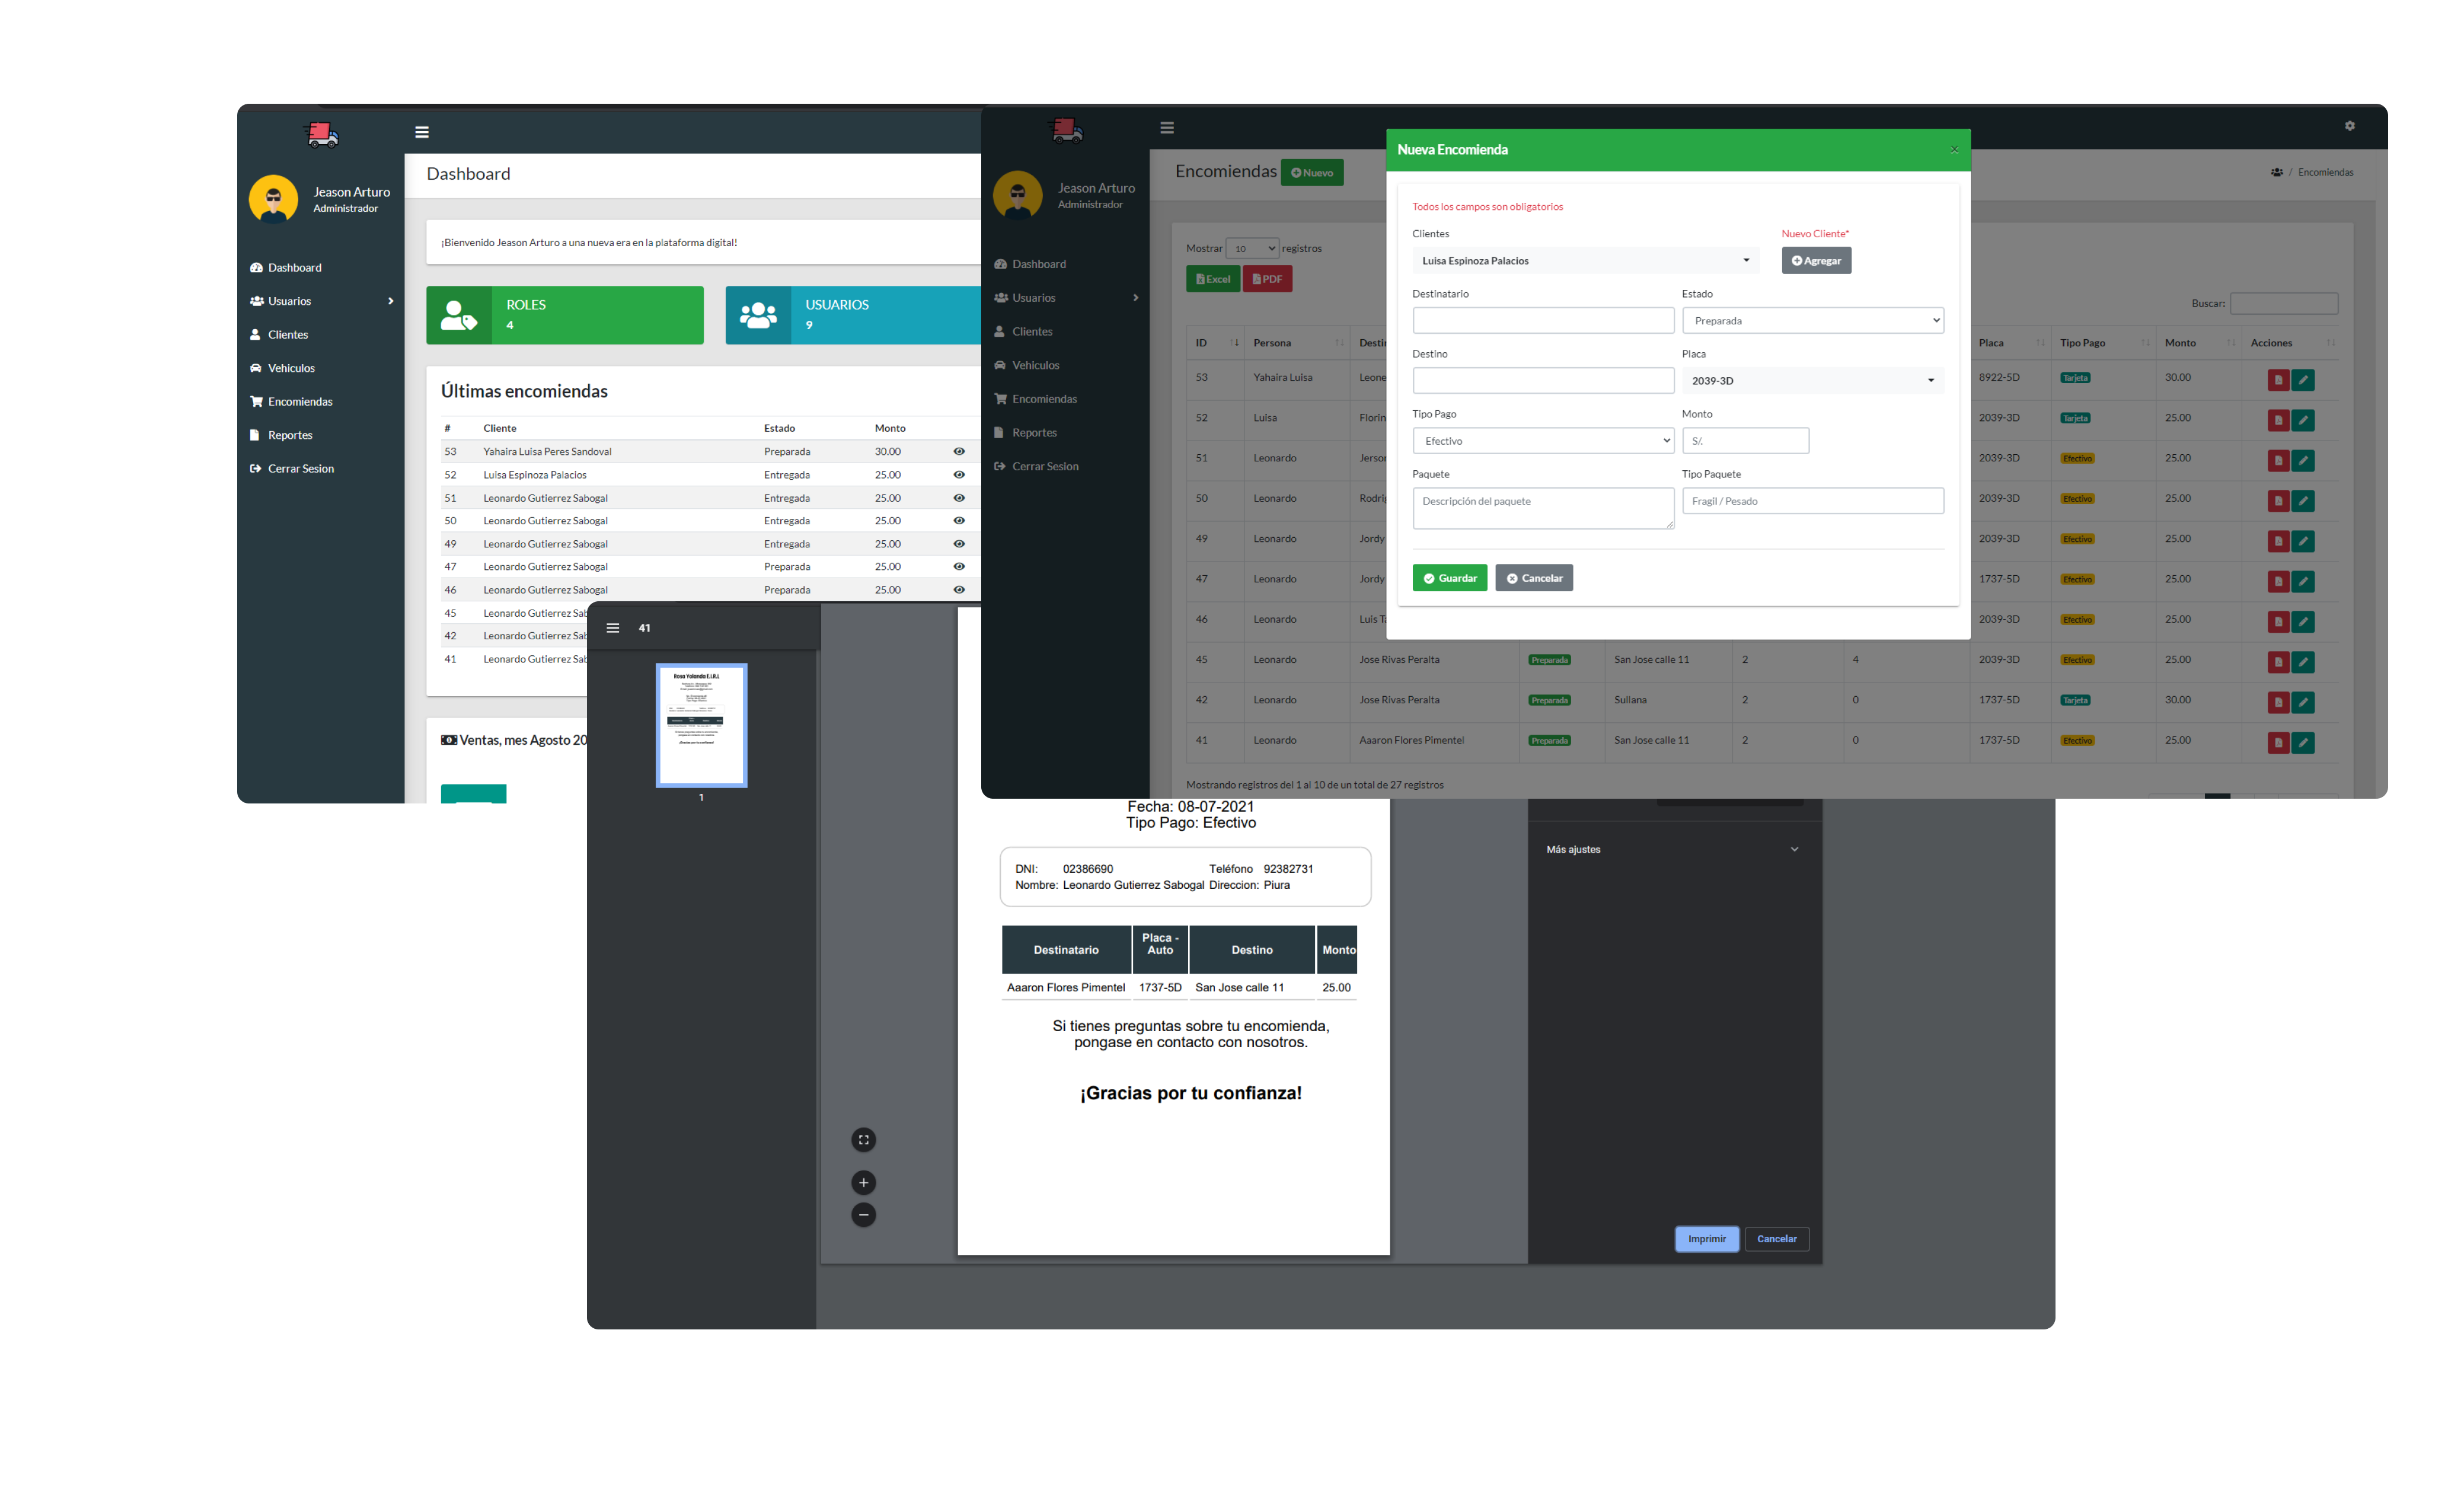 Jeason Arturo
Administrador
Dashboard
Usuarios
Clientes
Vehiculos
Encomiendas
Reportes
Cerrar Sesion
Dashboard
¡Bienvenido Jeason Arturo a una nueva era en la plataforma digital!
ROLES
4
USUARIOS
9
Últimas encomiendas
# Cliente Estado Monto
53 Yahaira Luisa Peres Sandoval Preparada 30.00
52 Luisa Espinoza Palacios Entregada 25.00
51 Leonardo Gutierrez Sabogal Entregada 25.00
50 Leonardo Gutierrez Sabogal Entregada 25.00
49 Leonardo Gutierrez Sabogal Entregada 25.00
47 Leonardo Gutierrez Sabogal Preparada 25.00
46 Leonardo Gutierrez Sabogal Preparada 25.00
45 Leonardo Gutierrez Sab
42 Leonardo Gutierrez Sab
41 Leonardo Gutierrez Sab
Ventas, mes Agosto 20
Jeason Arturo
Administrador
Dashboard
Usuarios
Clientes
Vehiculos
Encomiendas
Reportes
Cerrar Sesion
Encomiendas Nuevo
/ Encomiendas
Mostrar 10 registros
Excel PDF
Buscar:
ID Persona Destin Placa Tipo Pago Monto Acciones
53 Yahaira Luisa Leone 8922-5D Tarjeta 30.00
52 Luisa Florin 2039-3D Tarjeta 25.00
51 Leonardo Jerson 2039-3D Efectivo 25.00
50 Leonardo Rodrig 2039-3D Efectivo 25.00
49 Leonardo Jordy 2039-3D Efectivo 25.00
47 Leonardo Jordy 1737-5D Efectivo 25.00
46 Leonardo Luis Ta 2039-3D Efectivo 25.00
45 Leonardo Jose Rivas Peralta Preparada San Jose calle 11 2 4 2039-3D Efectivo 25.00
42 Leonardo Jose Rivas Peralta Preparada Sullana 2 0 1737-5D Tarjeta 30.00
41 Leonardo Aaaron Flores Pimentel Preparada San Jose calle 11 2 0 1737-5D Efectivo 25.00
Mostrando registros del 1 al 10 de un total de 27 registros
Nueva Encomienda ×
Todos los campos son obligatorios
Clientes Nuevo Cliente*
Luisa Espinoza Palacios Agregar
Destinatario Estado
Preparada
Destino Placa
2039-3D
Tipo Pago Monto
Efectivo S/.
Paquete Tipo Paquete
Descripción del paquete Fragil / Pesado
Guardar Cancelar
41
Rosa Yolanda E.I.R.L
1
Fecha: 08-07-2021
Tipo Pago: Efectivo
DNI: 02386690 Teléfono 92382731
Nombre: Leonardo Gutierrez Sabogal Direccion: Piura
Destinatario Placa - Auto Destino Monto
Aaaron Flores Pimentel 1737-5D San Jose calle 11 25.00
Si tienes preguntas sobre tu encomienda,
pongase en contacto con nosotros.
¡Gracias por tu confianza!
Más ajustes
Imprimir Cancelar